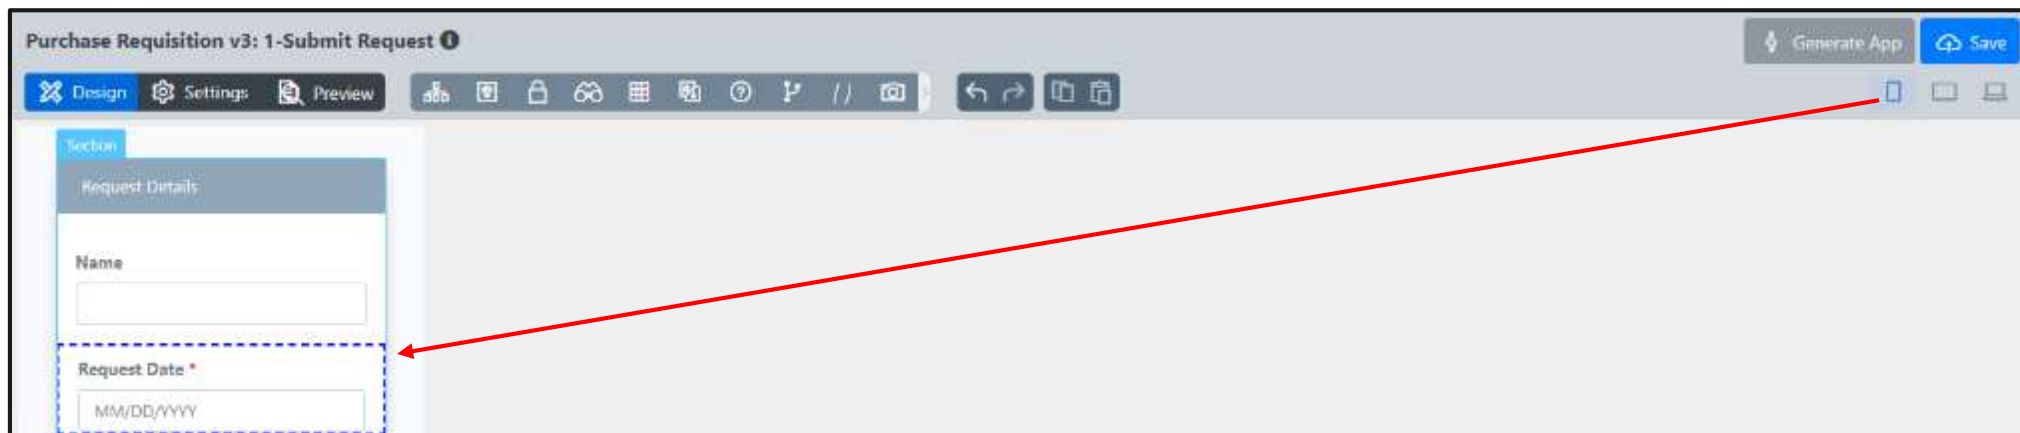 Purchase Requisition v3: 1-Submit Request
Generate App
Save
Design
Settings
Preview
Section
Request Details
Name
Request Date *
MM/DD/YYYY